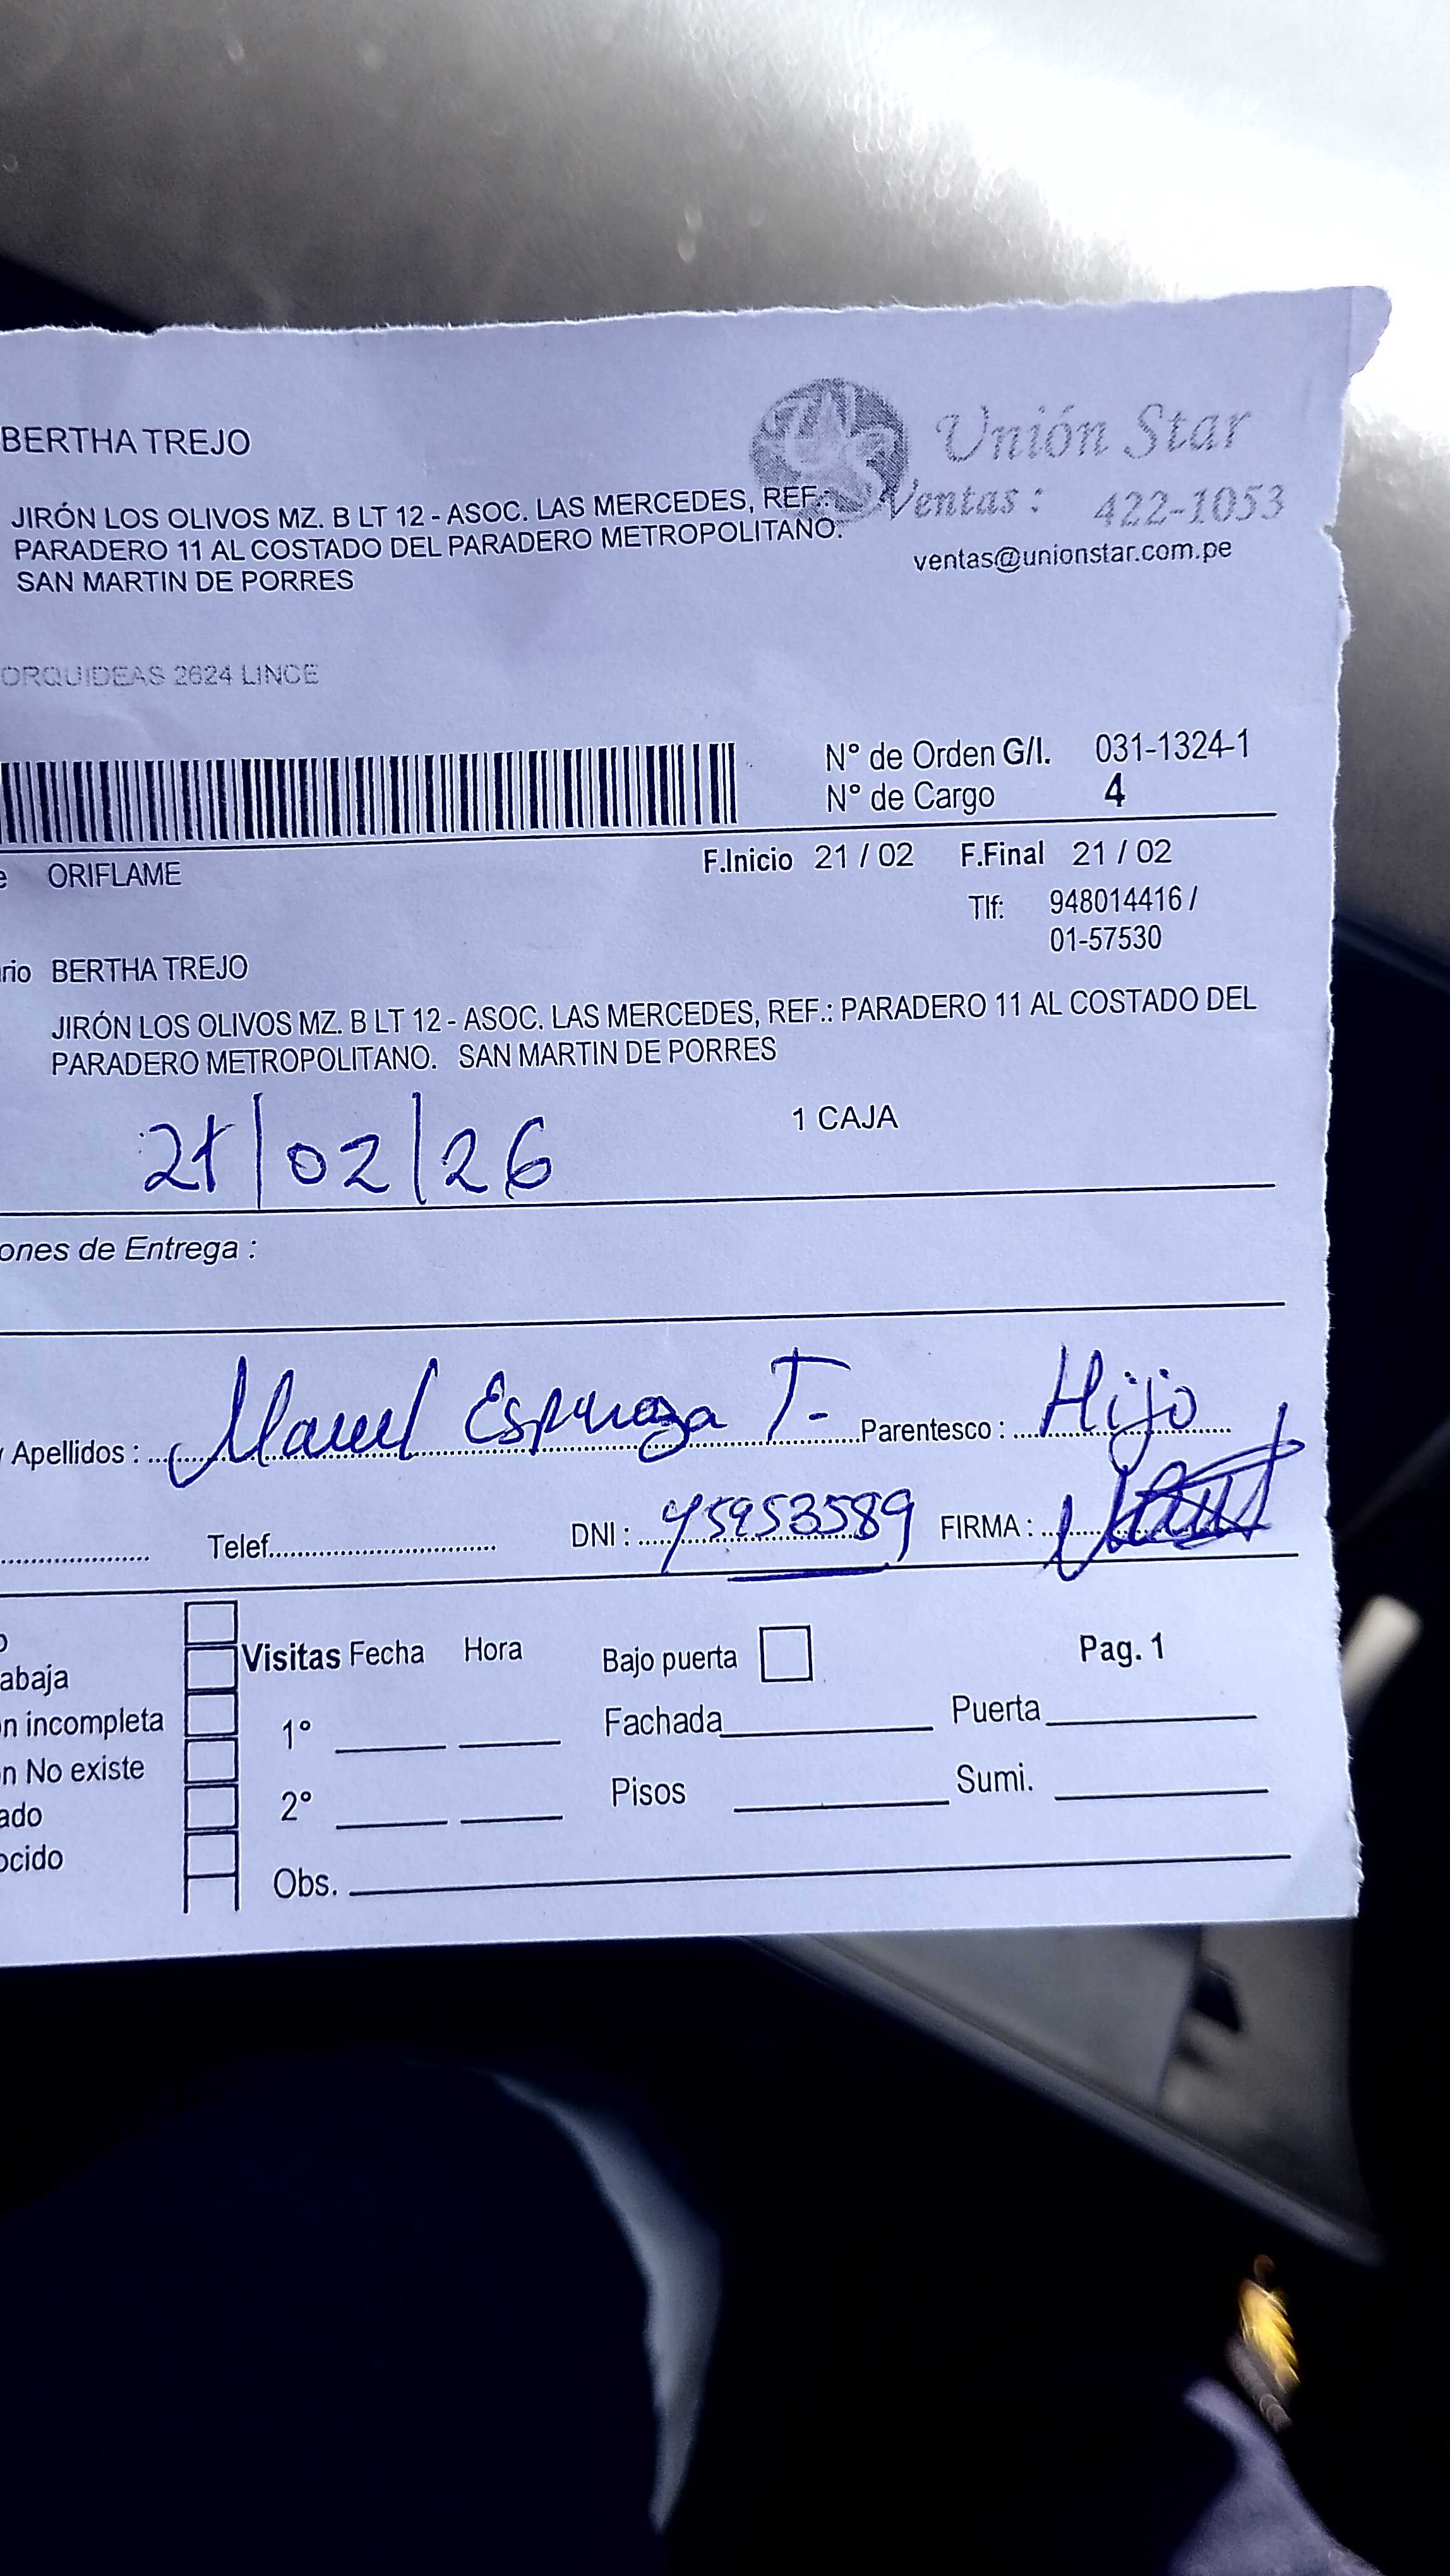 BERTHA TREJO
Unión Star
Ventas : 422-1053
ventas@unionstar.com.pe
JIRÓN LOS OLIVOS MZ. B LT 12 - ASOC. LAS MERCEDES, REF.:
PARADERO 11 AL COSTADO DEL PARADERO METROPOLITANO.
SAN MARTIN DE PORRES
ORQUIDEAS 2624 LINCE
N° de Orden G/I. 031-1324-1
N° de Cargo 4
e ORIFLAME F.Inicio 21 / 02 F.Final 21 / 02
Tlf: 948014416 /
01-57530
rio BERTHA TREJO
JIRÓN LOS OLIVOS MZ. B LT 12 - ASOC. LAS MERCEDES, REF.: PARADERO 11 AL COSTADO DEL
PARADERO METROPOLITANO. SAN MARTIN DE PORRES
21/02/26 1 CAJA
ones de Entrega :
y Apellidos : Manuel Espinoza T- Parentesco : Hijo
Telef. DNI : 45953589 FIRMA :
o
Visitas Fecha Hora Bajo puerta Pag. 1
abaja
n incompleta 1° Fachada Puerta
n No existe
ado 2° Pisos Sumi.
ocido
Obs.